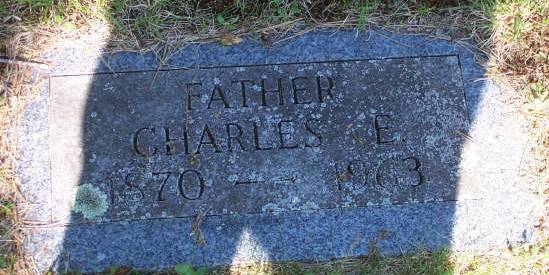 FATHER
CHARLES E.
1870 — 1963